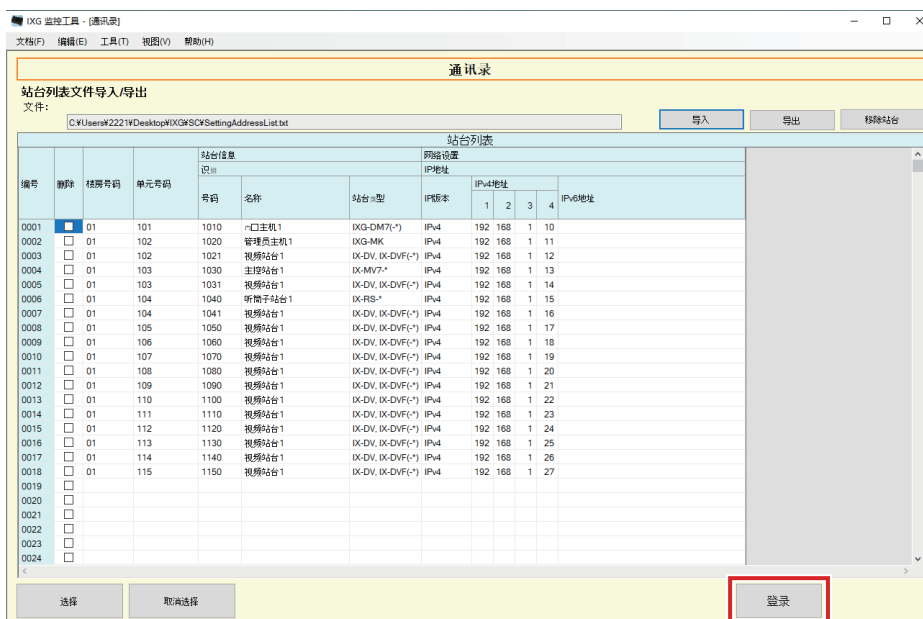 IXG 监控工具 - [通讯录]
文档(F) 编辑(E) 工具(T) 视图(V) 帮助(H)
通讯录
站台列表文件导入/导出
文件:
C:¥Users¥2221¥Desktop¥IXG¥SC¥SettingAddressList.txt 导入 导出 移除站台
站台列表
站台信息 网络设置
识别 IP地址
编号 删除 楼房号码 单元号码 号码 名称 站台类型 IP版本 IPv4地址 IPv6地址
1 2 3 4
0001 01 101 1010 门口主机1 IXG-DM7(-*) IPv4 192 168 1 10
0002 01 102 1020 管理员主机1 IXG-MK IPv4 192 168 1 11
0003 01 102 1021 视频站台1 IX-DV, IX-DVF(-*) IPv4 192 168 1 12
0004 01 103 1030 主控站台1 IX-MV7-* IPv4 192 168 1 13
0005 01 103 1031 视频站台1 IX-DV, IX-DVF(-*) IPv4 192 168 1 14
0006 01 104 1040 听筒子站台1 IX-RS-* IPv4 192 168 1 15
0007 01 104 1041 视频站台1 IX-DV, IX-DVF(-*) IPv4 192 168 1 16
0008 01 105 1050 视频站台1 IX-DV, IX-DVF(-*) IPv4 192 168 1 17
0009 01 106 1060 视频站台1 IX-DV, IX-DVF(-*) IPv4 192 168 1 18
0010 01 107 1070 视频站台1 IX-DV, IX-DVF(-*) IPv4 192 168 1 19
0011 01 108 1080 视频站台1 IX-DV, IX-DVF(-*) IPv4 192 168 1 20
0012 01 109 1090 视频站台1 IX-DV, IX-DVF(-*) IPv4 192 168 1 21
0013 01 110 1100 视频站台1 IX-DV, IX-DVF(-*) IPv4 192 168 1 22
0014 01 111 1110 视频站台1 IX-DV, IX-DVF(-*) IPv4 192 168 1 23
0015 01 112 1120 视频站台1 IX-DV, IX-DVF(-*) IPv4 192 168 1 24
0016 01 113 1130 视频站台1 IX-DV, IX-DVF(-*) IPv4 192 168 1 25
0017 01 114 1140 视频站台1 IX-DV, IX-DVF(-*) IPv4 192 168 1 26
0018 01 115 1150 视频站台1 IX-DV, IX-DVF(-*) IPv4 192 168 1 27
0019
0020
0021
0022
0023
0024
选择 取消选择 登录